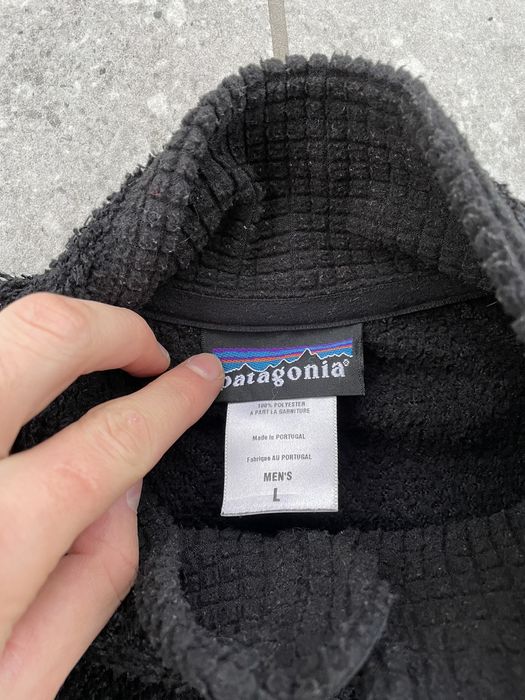 patagonia®
100% POLYESTER
A PART LA GARNITURE
Made in PORTUGAL
Fabriqué AU PORTUGAL
MEN'S
L